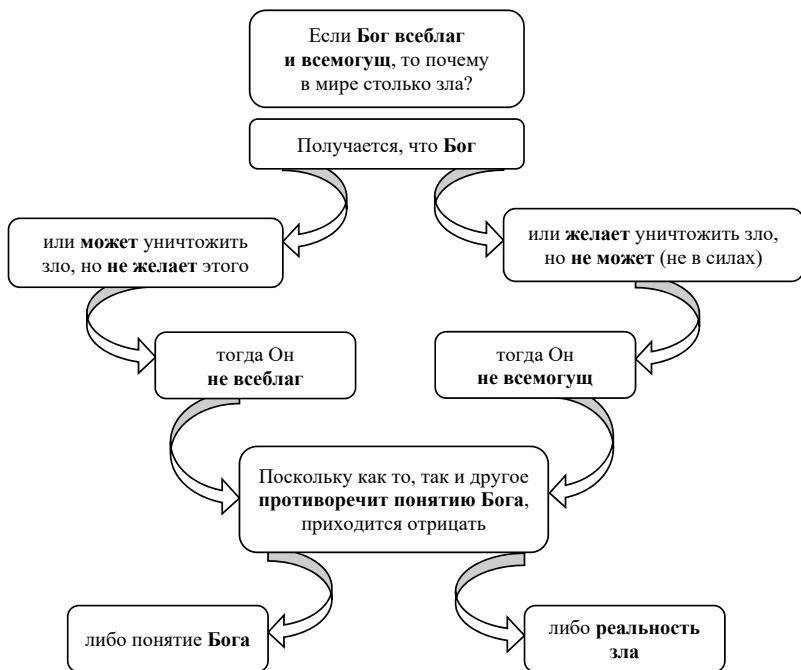 Если Бог всеблаг
и всемогущ, то почему
в мире столько зла?
Получается, что Бог
или может уничтожить
зло, но не желает этого
или желает уничтожить зло,
но не может (не в силах)
тогда Он
не всеблаг
тогда Он
не всемогущ
Поскольку как то, так и другое
противоречит понятию Бога,
приходится отрицать
либо понятие Бога
либо реальность
зла